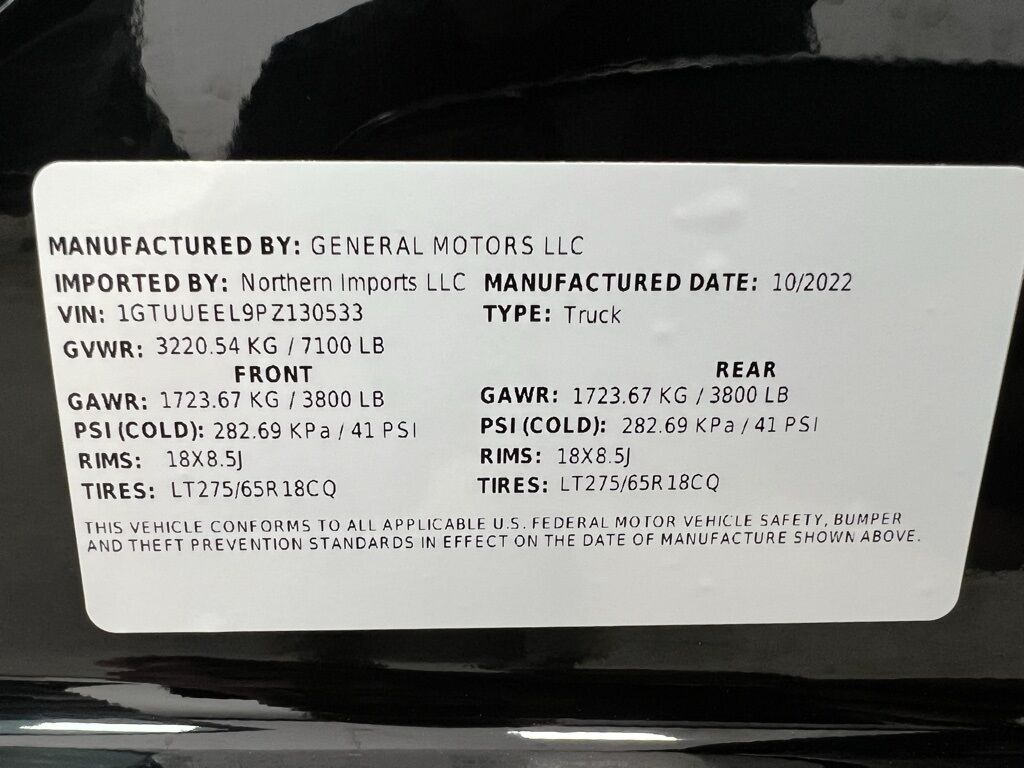 MANUFACTURED BY: GENERAL MOTORS LLC
IMPORTED BY: Northern Imports LLC MANUFACTURED DATE: 10/2022
VIN: 1GTUUEEL9PZ130533 TYPE: Truck
GVWR: 3220.54 KG / 7100 LB
FRONT REAR
GAWR: 1723.67 KG / 3800 LB GAWR: 1723.67 KG / 3800 LB
PSI (COLD): 282.69 KPa / 41 PSI PSI (COLD): 282.69 KPa / 41 PSI
RIMS: 18X8.5J RIMS: 18X8.5J
TIRES: LT275/65R18CQ TIRES: LT275/65R18CQ
THIS VEHICLE CONFORMS TO ALL APPLICABLE U.S. FEDERAL MOTOR VEHICLE SAFETY, BUMPER
AND THEFT PREVENTION STANDARDS IN EFFECT ON THE DATE OF MANUFACTURE SHOWN ABOVE.